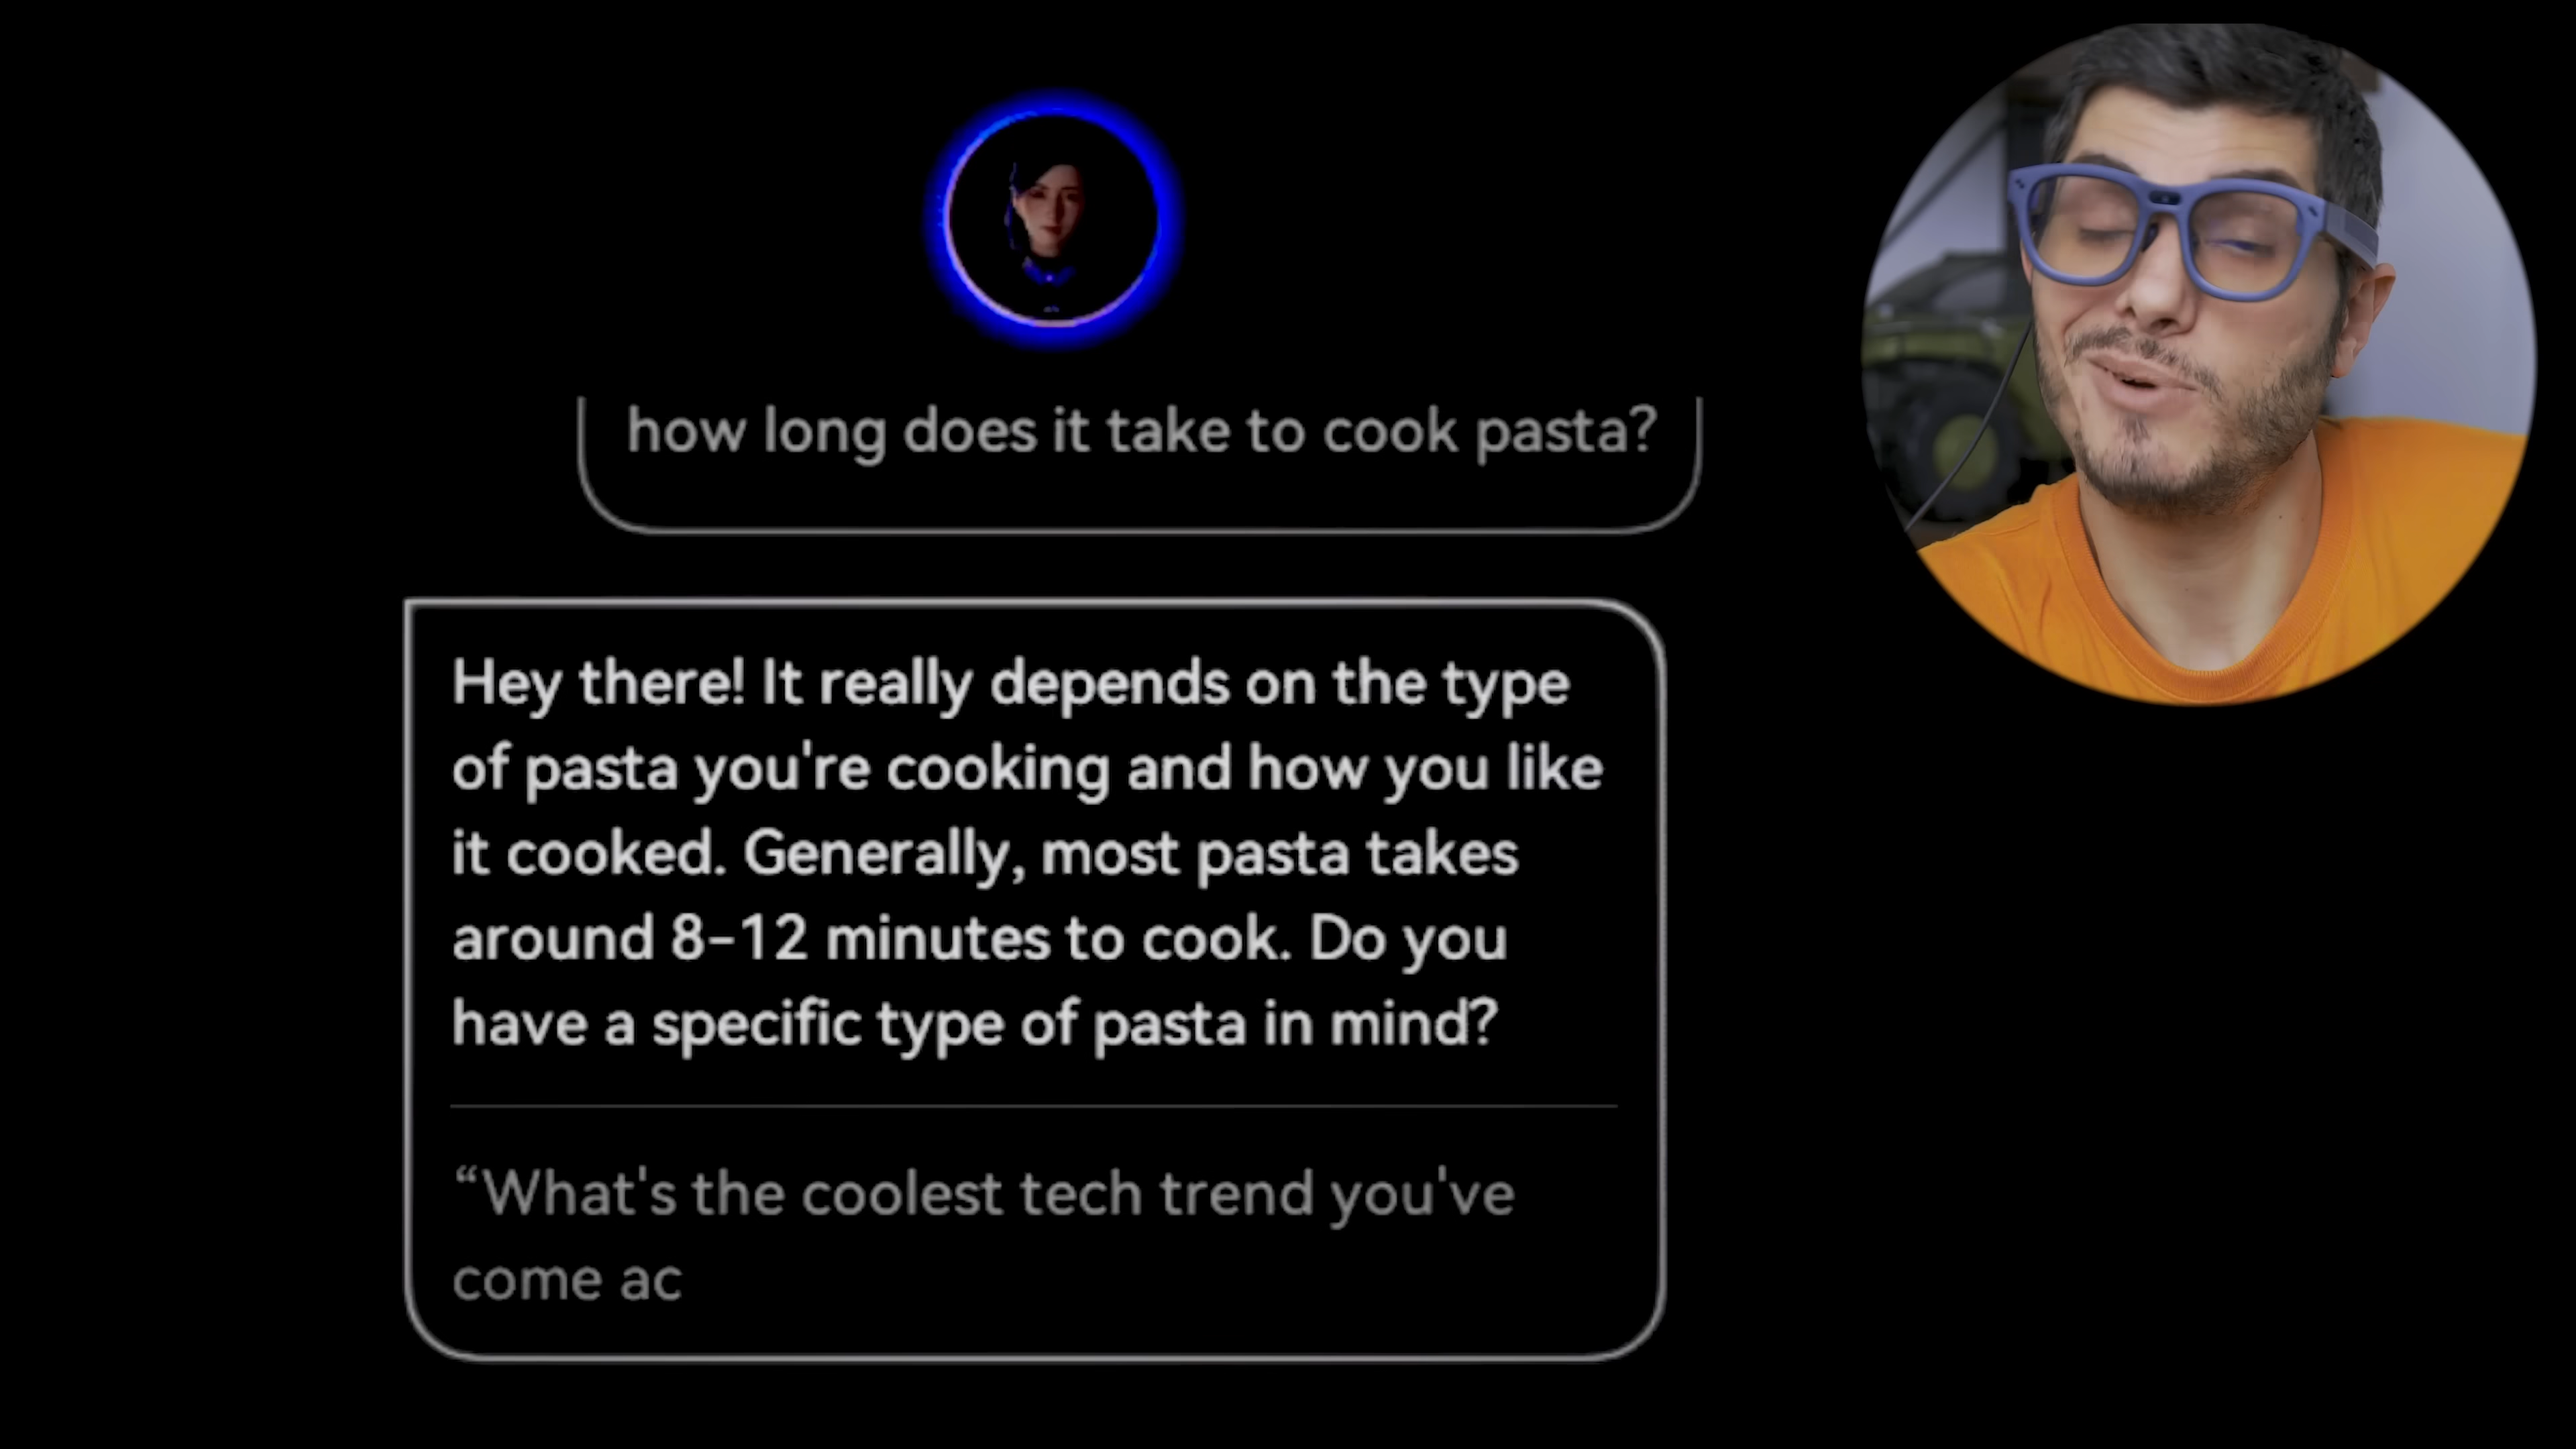 how long does it take to cook pasta?
Hey there! It really depends on the type
of pasta you're cooking and how you like
it cooked. Generally, most pasta takes
around 8-12 minutes to cook. Do you
have a specific type of pasta in mind?
“What's the coolest tech trend you've
come ac